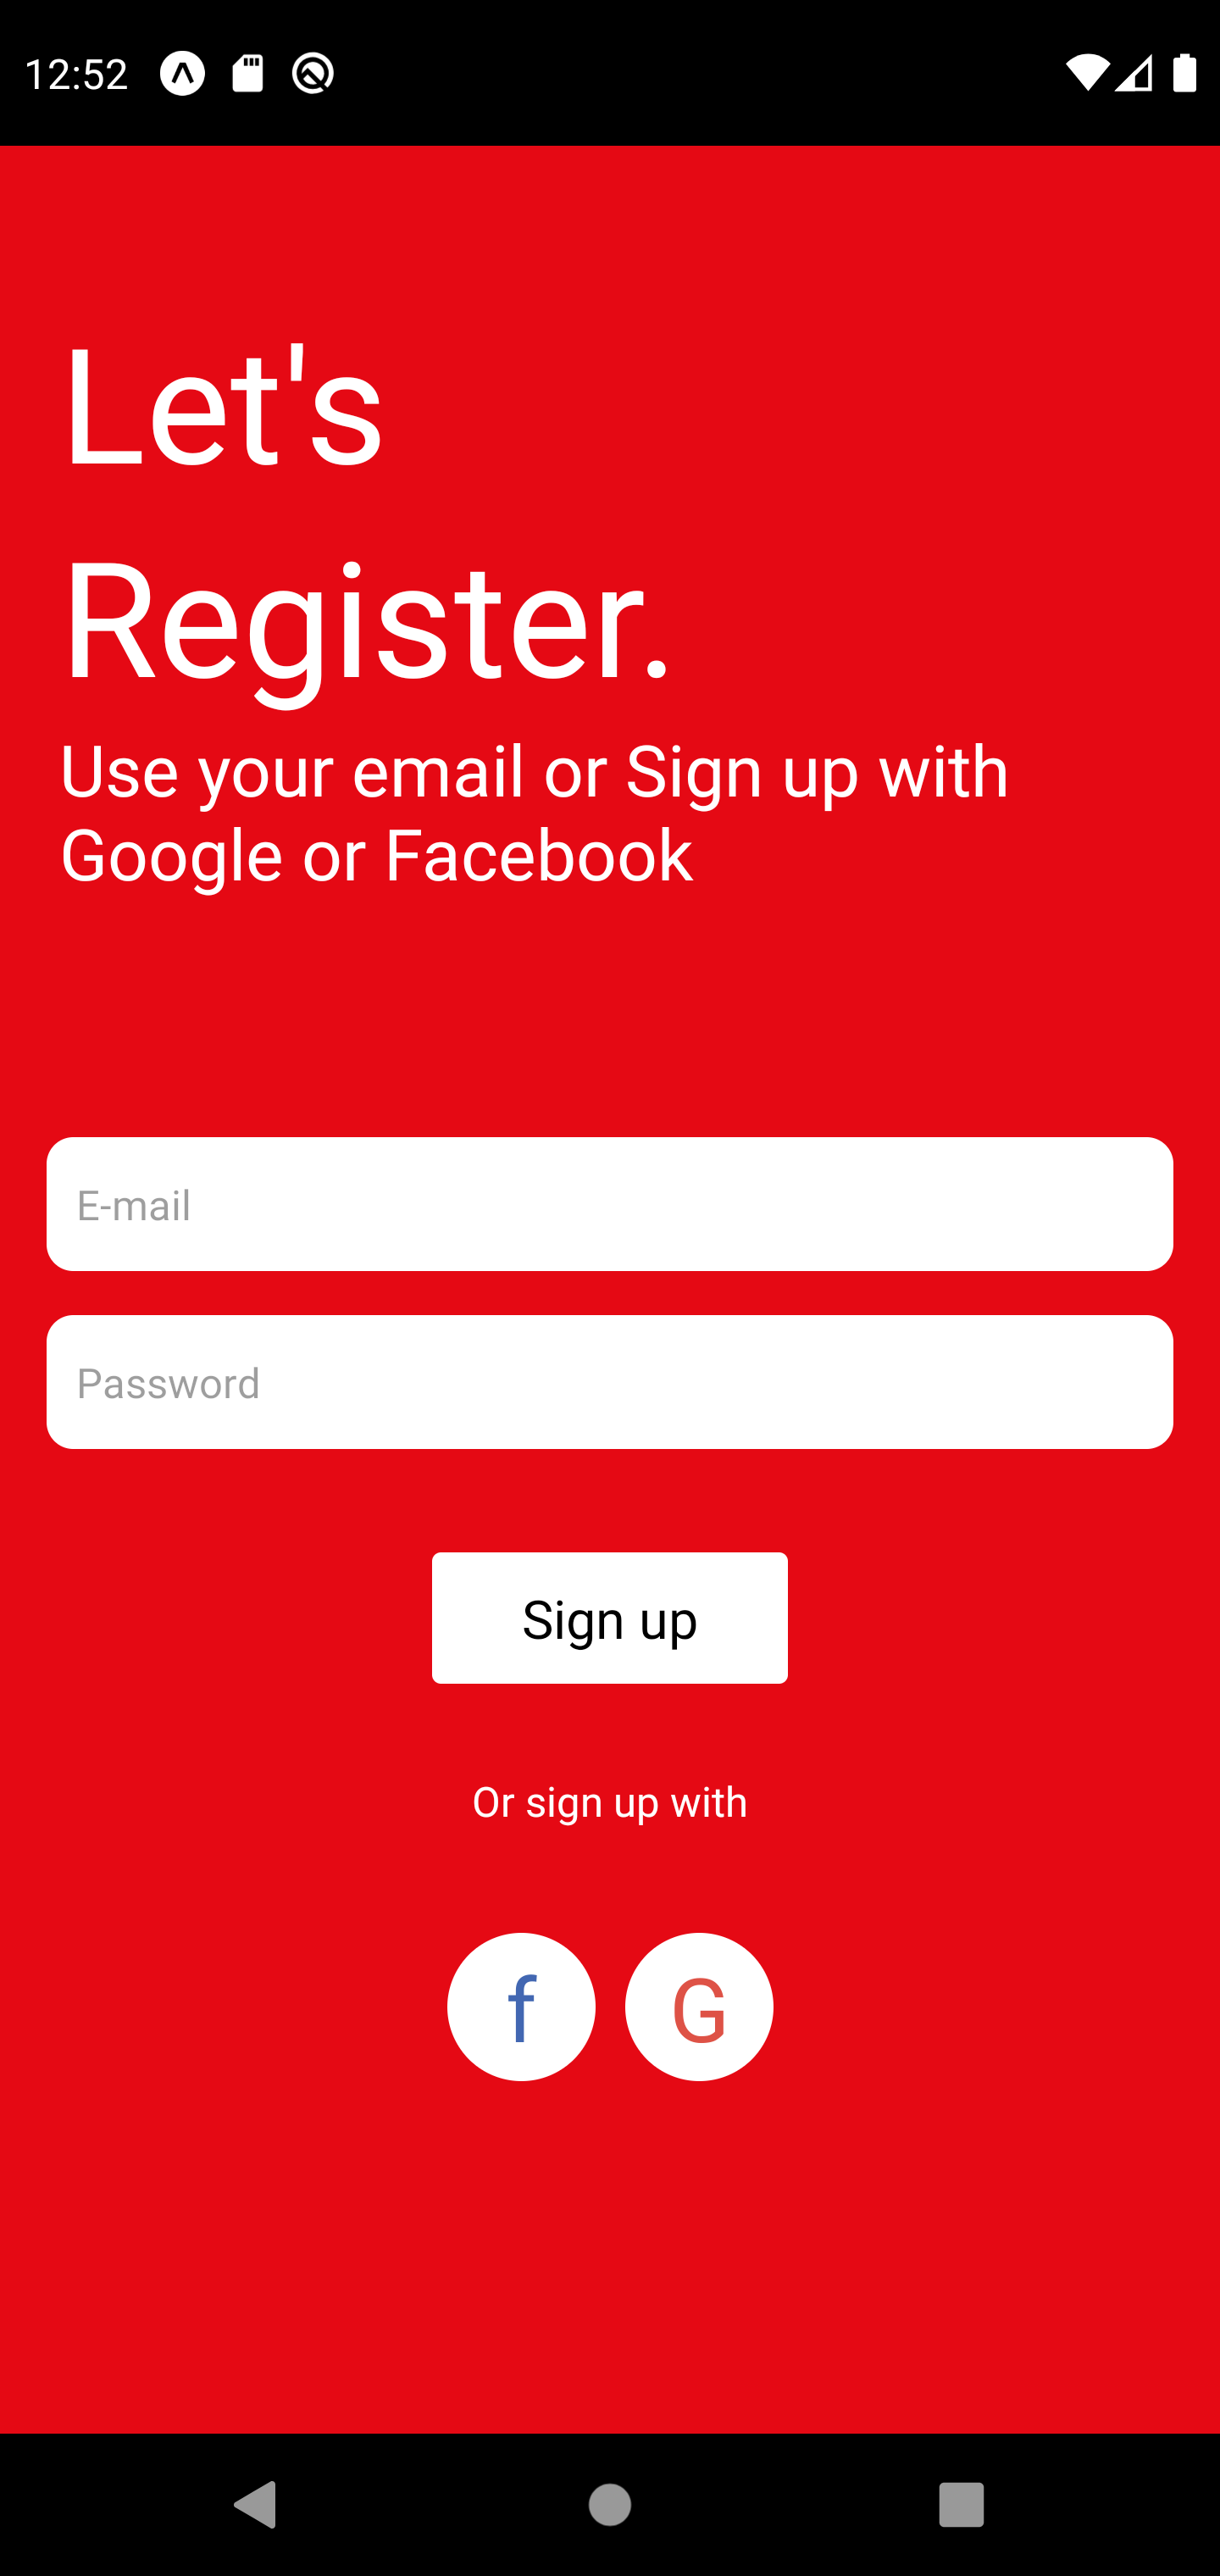 12:52
Let's
Register.
Use your email or Sign up with
Google or Facebook
E-mail
Password
Sign up
Or sign up with
f G